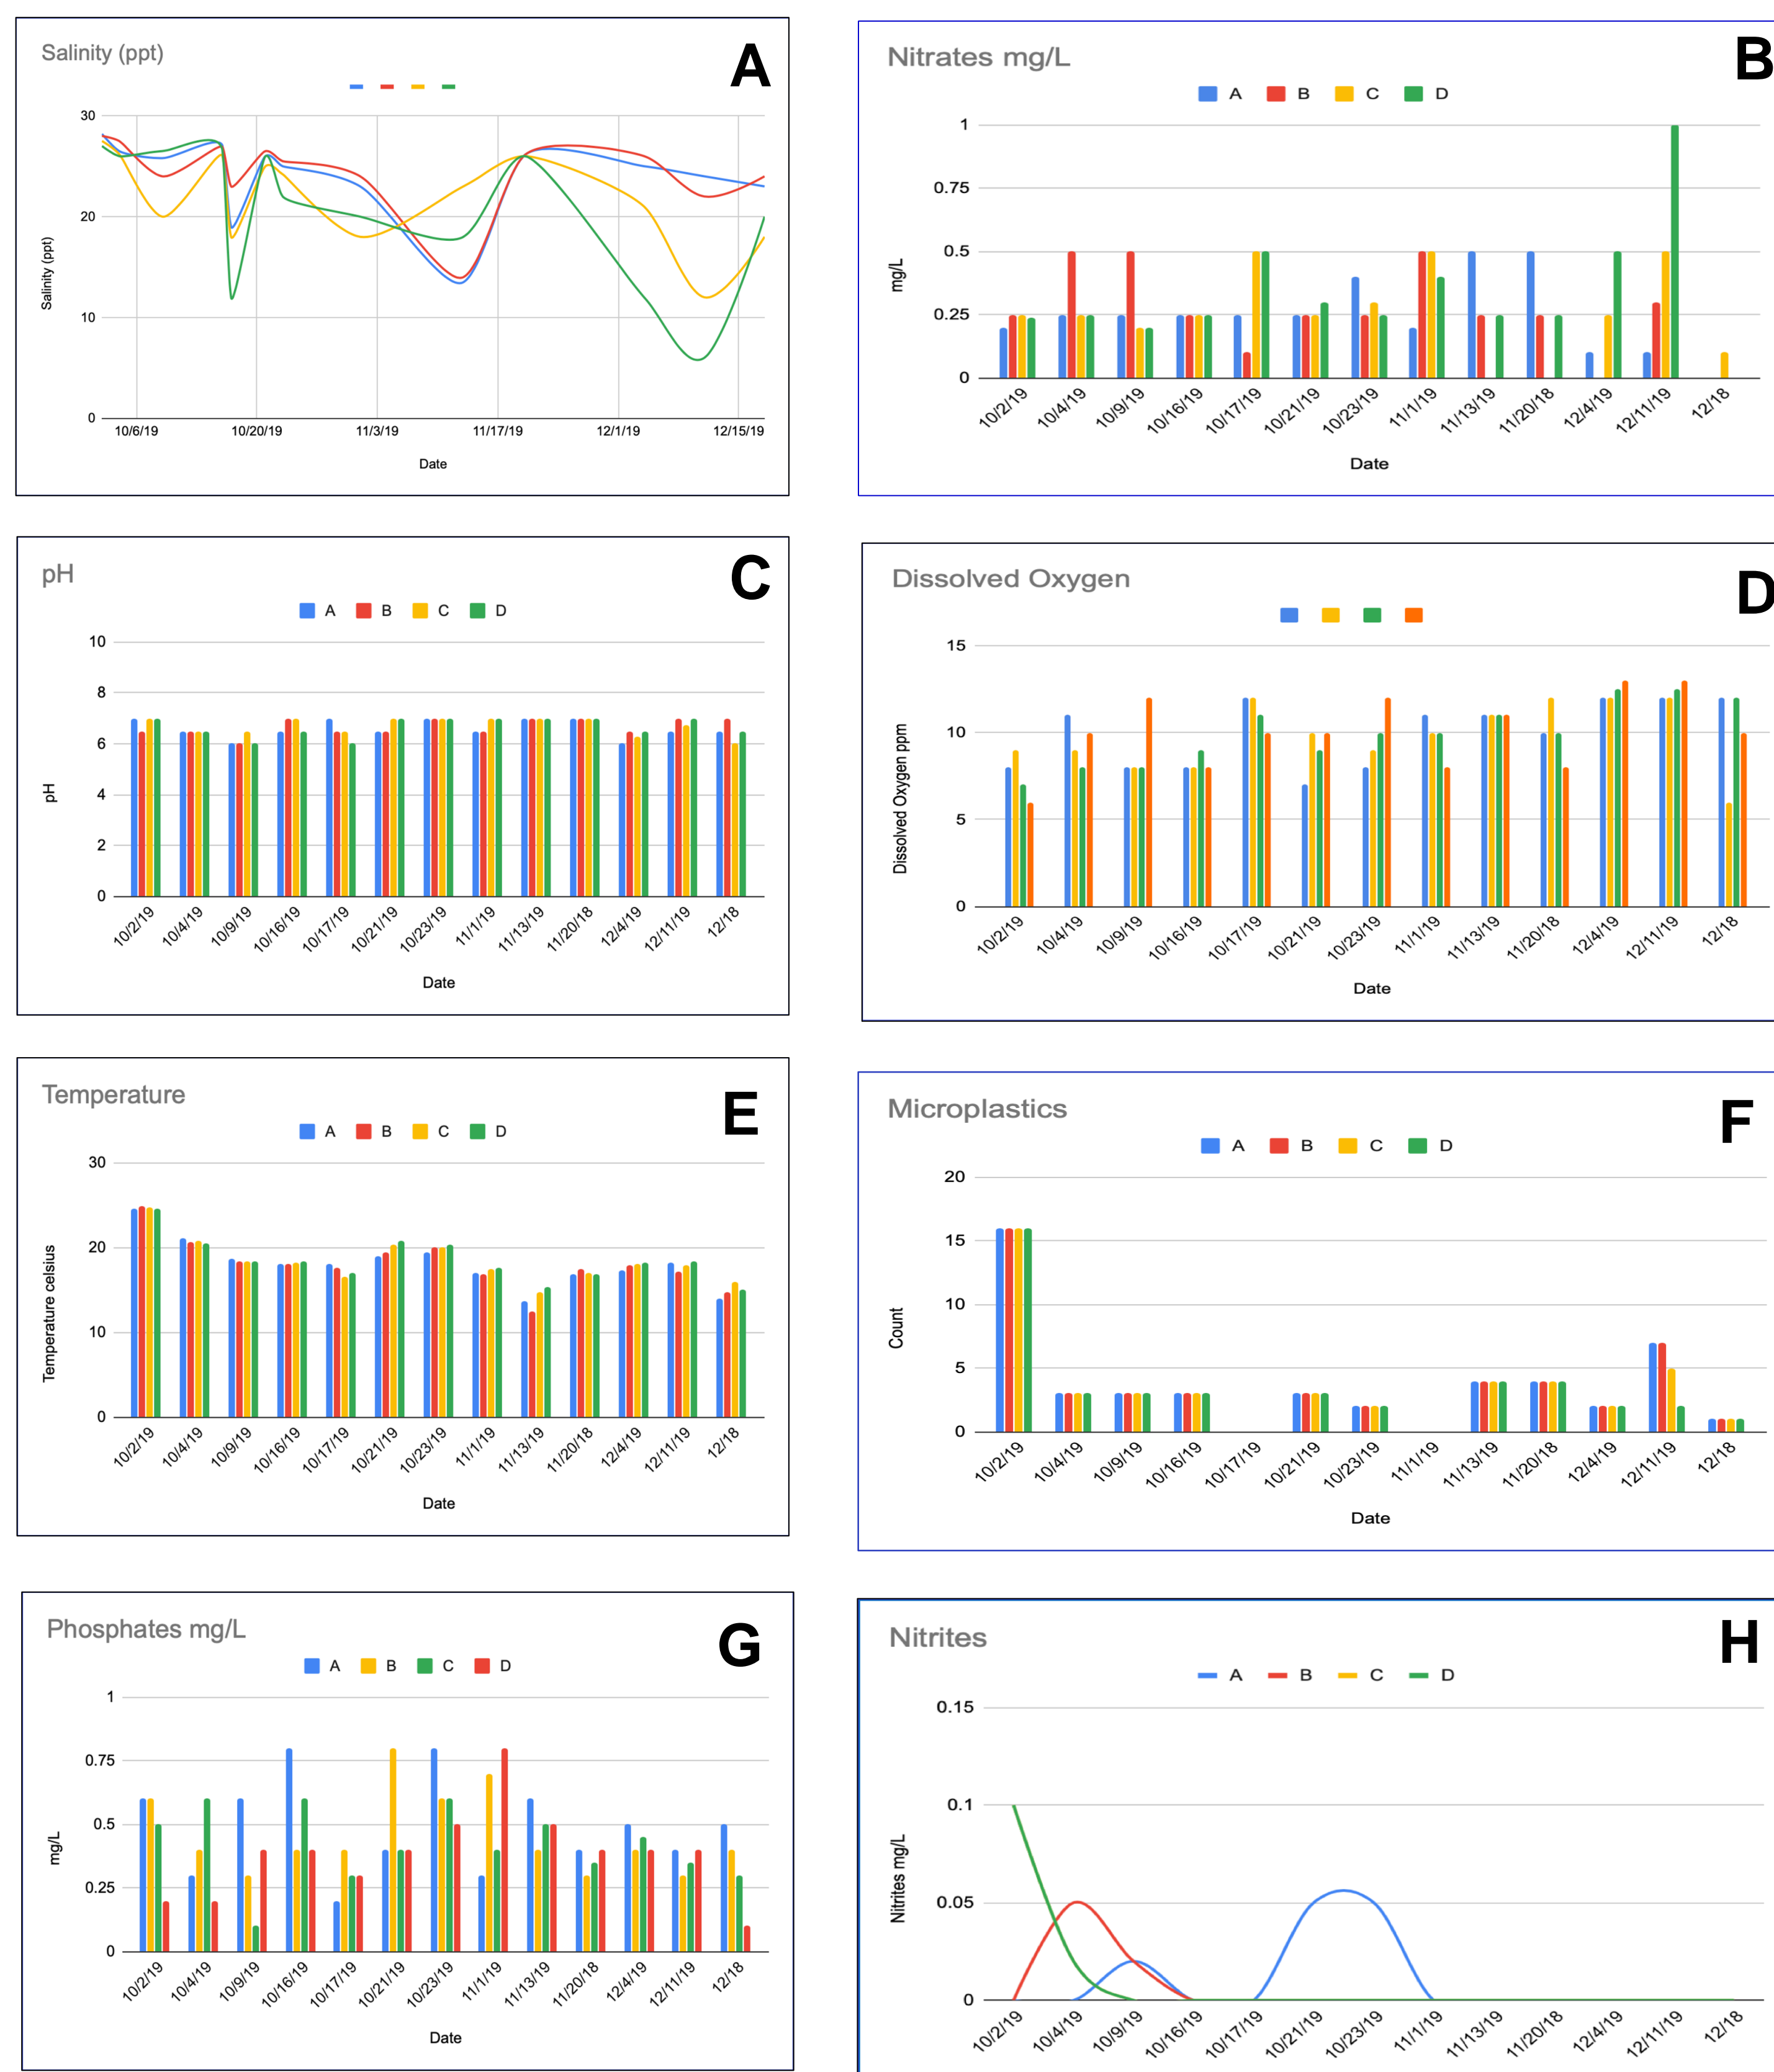 Salinity (ppt)
A
30
20
10
0
Salinity (ppt)
10/6/19 10/20/19 11/3/19 11/17/19 12/1/19 12/15/19
Date
Nitrates mg/L
B
A B C D
1
0.75
0.5
0.25
0
mg/L
10/2/19 10/4/19 10/9/19 10/16/19 10/17/19 10/21/19 10/23/19 11/1/19 11/13/19 11/20/18 12/4/19 12/11/19 12/18
Date
pH
C
A B C D
10
8
6
4
2
0
pH
10/2/19 10/4/19 10/9/19 10/16/19 10/17/19 10/21/19 10/23/19 11/1/19 11/13/19 11/20/18 12/4/19 12/11/19 12/18
Date
Dissolved Oxygen
D
15
10
5
0
Dissolved Oxygen ppm
10/2/19 10/4/19 10/9/19 10/16/19 10/17/19 10/21/19 10/23/19 11/1/19 11/13/19 11/20/18 12/4/19 12/11/19 12/18
Date
Temperature
E
A B C D
30
20
10
0
Temperature celsius
10/2/19 10/4/19 10/9/19 10/16/19 10/17/19 10/21/19 10/23/19 11/1/19 11/13/19 11/20/18 12/4/19 12/11/19 12/18
Date
Microplastics
F
A B C D
20
15
10
5
0
Count
10/2/19 10/4/19 10/9/19 10/16/19 10/17/19 10/21/19 10/23/19 11/1/19 11/13/19 11/20/18 12/4/19 12/11/19 12/18
Date
Phosphates mg/L
G
A B C D
1
0.75
0.5
0.25
0
mg/L
10/2/19 10/4/19 10/9/19 10/16/19 10/17/19 10/21/19 10/23/19 11/1/19 11/13/19 11/20/18 12/4/19 12/11/19 12/18
Date
Nitrites
H
A B C D
0.15
0.1
0.05
0
Nitrites mg/L
10/2/19 10/4/19 10/9/19 10/16/19 10/17/19 10/21/19 10/23/19 11/1/19 11/13/19 11/20/18 12/4/19 12/11/19 12/18